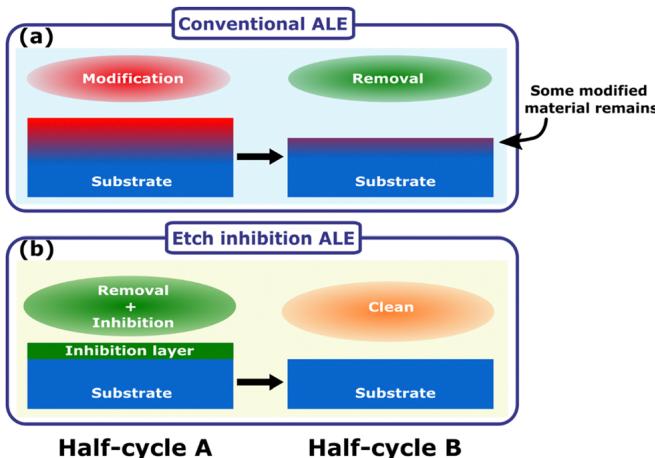 Conventional ALE
(a)
Modification
Removal
Some modified
material remains
Substrate
Substrate
Etch inhibition ALE
(b)
Removal
+
Inhibition
Clean
Inhibition layer
Substrate
Substrate
Half-cycle A
Half-cycle B